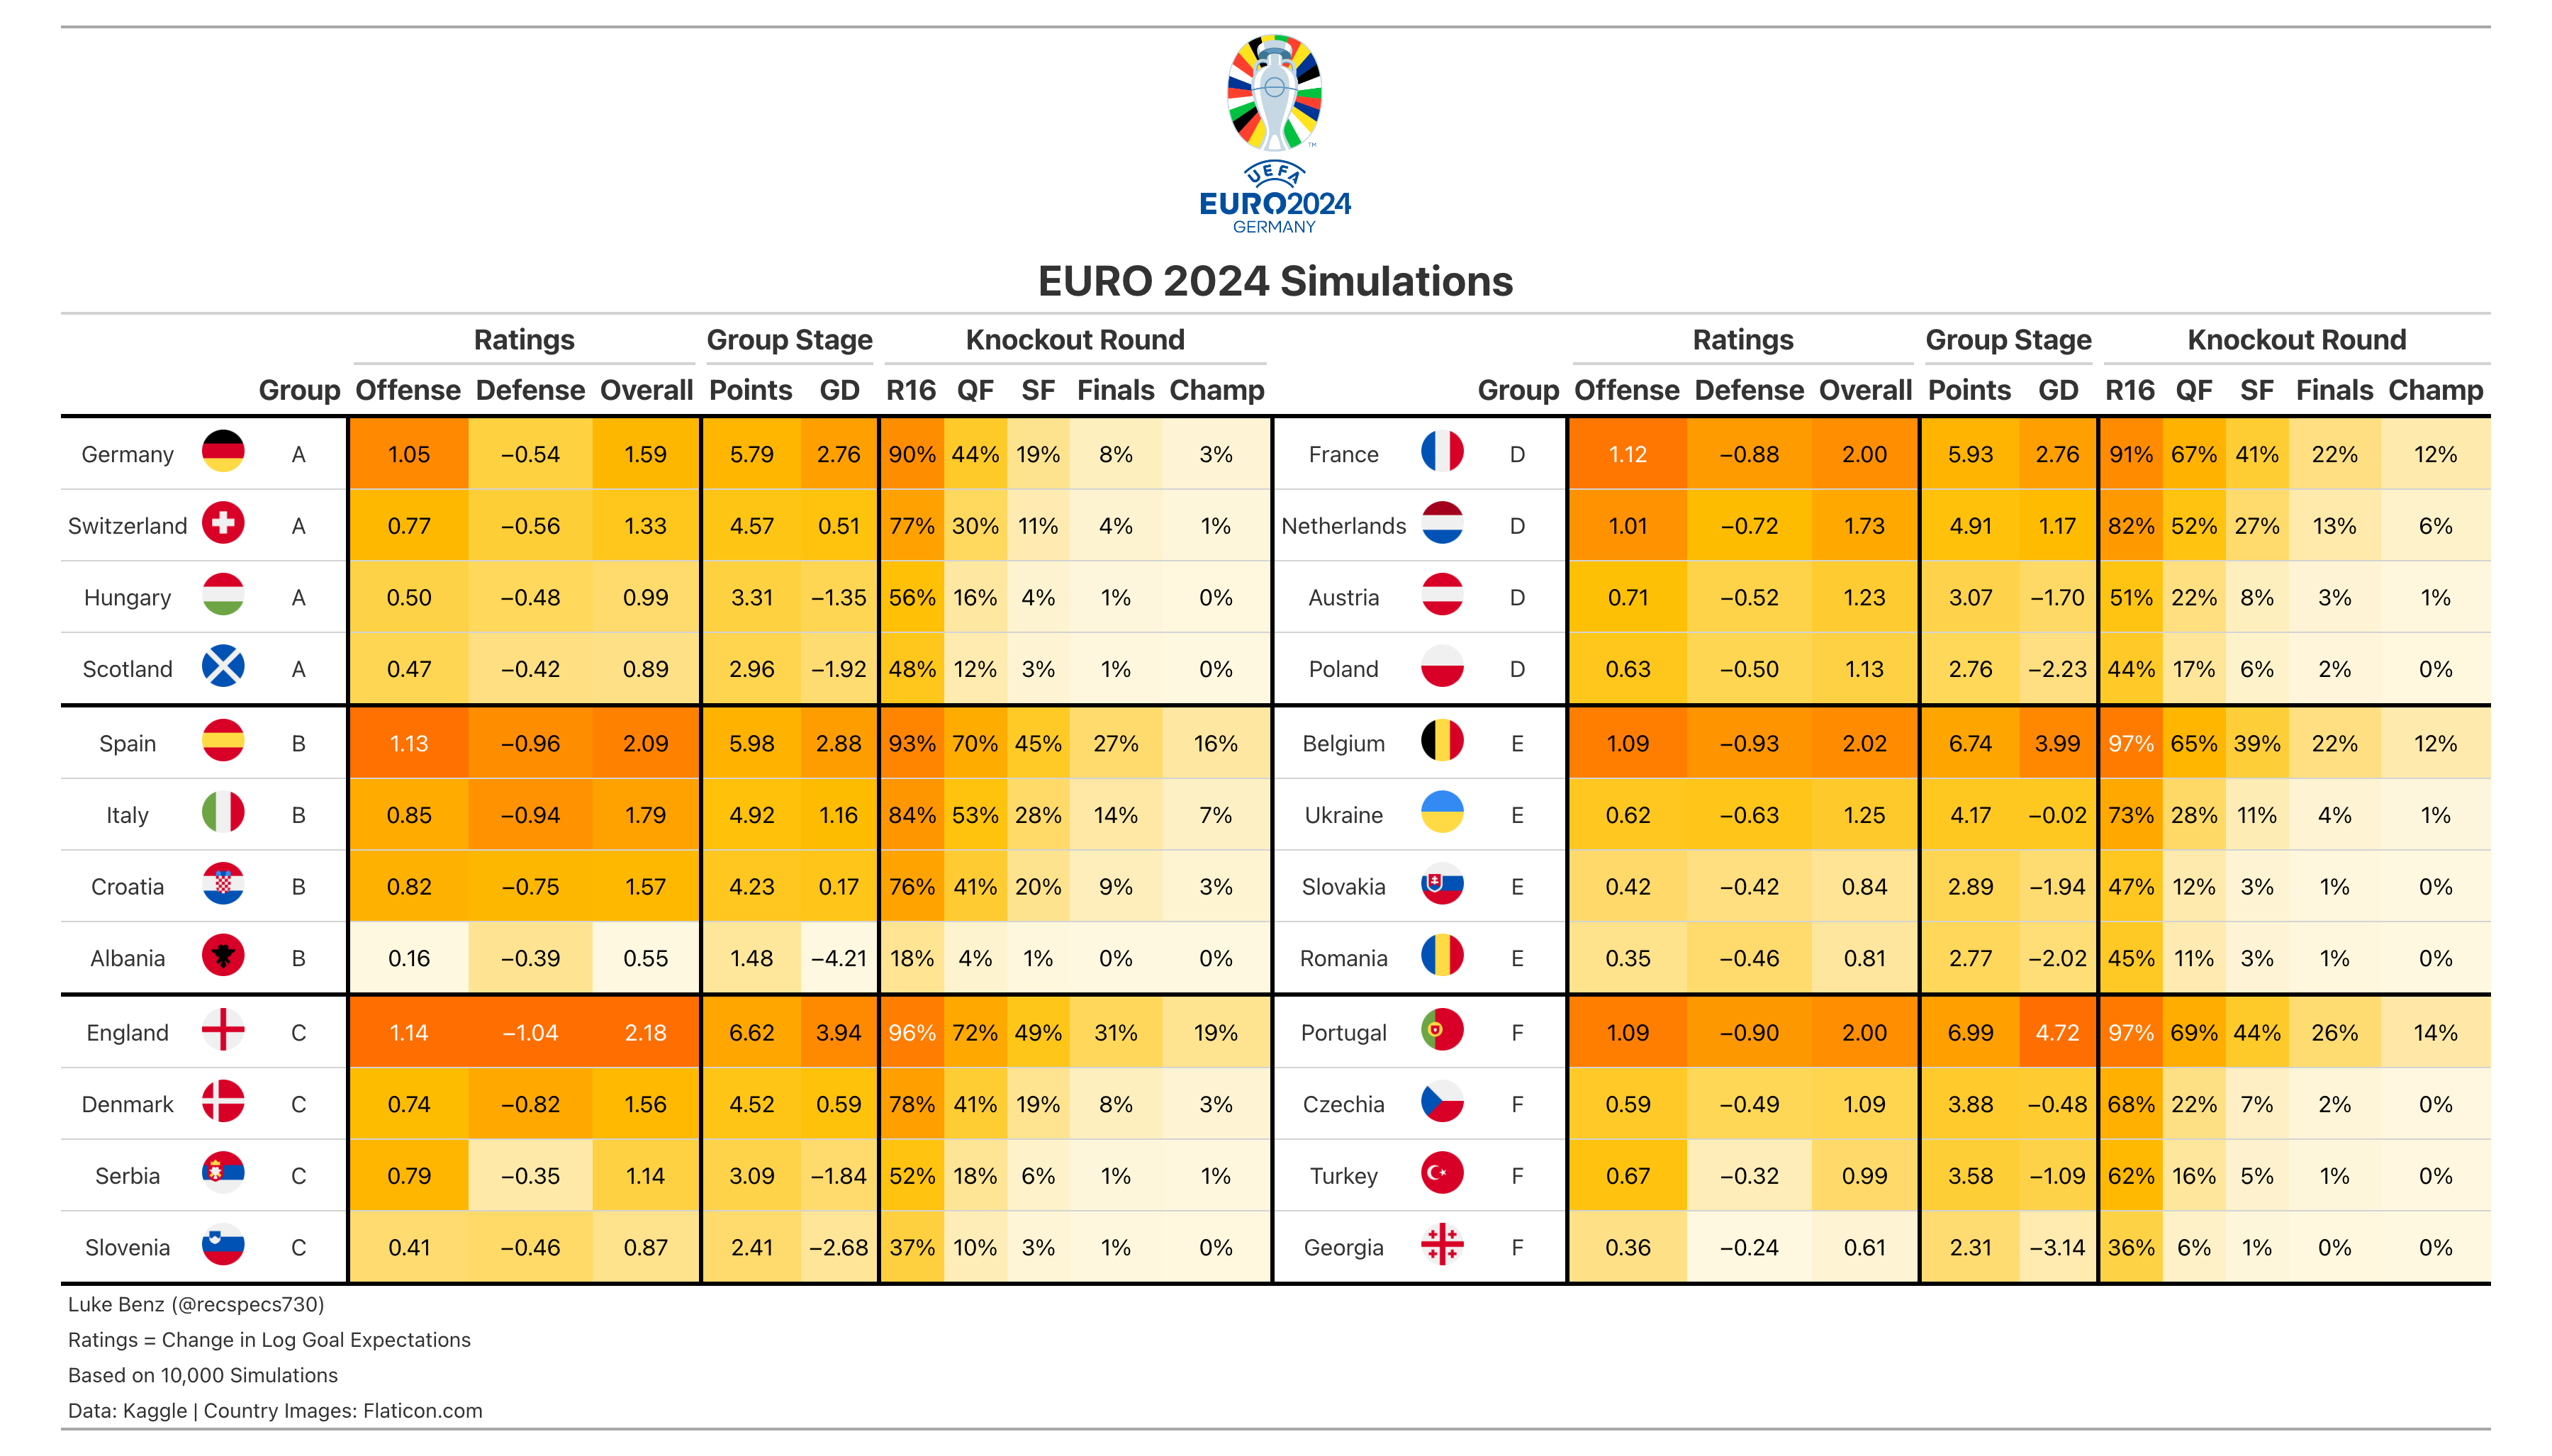 UEFA
EURO2024
GERMANY
™
EURO 2024 Simulations
Ratings Group Stage Knockout Round Ratings Group Stage Knockout Round
Group Offense Defense Overall Points GD R16 QF SF Finals Champ Group Offense Defense Overall Points GD R16 QF SF Finals Champ
Germany A 1.05 −0.54 1.59 5.79 2.76 90% 44% 19% 8% 3% France D 1.12 −0.88 2.00 5.93 2.76 91% 67% 41% 22% 12%
Switzerland A 0.77 −0.56 1.33 4.57 0.51 77% 30% 11% 4% 1% Netherlands D 1.01 −0.72 1.73 4.91 1.17 82% 52% 27% 13% 6%
Hungary A 0.50 −0.48 0.99 3.31 −1.35 56% 16% 4% 1% 0% Austria D 0.71 −0.52 1.23 3.07 −1.70 51% 22% 8% 3% 1%
Scotland A 0.47 −0.42 0.89 2.96 −1.92 48% 12% 3% 1% 0% Poland D 0.63 −0.50 1.13 2.76 −2.23 44% 17% 6% 2% 0%
Spain B 1.13 −0.96 2.09 5.98 2.88 93% 70% 45% 27% 16% Belgium E 1.09 −0.93 2.02 6.74 3.99 97% 65% 39% 22% 12%
Italy B 0.85 −0.94 1.79 4.92 1.16 84% 53% 28% 14% 7% Ukraine E 0.62 −0.63 1.25 4.17 −0.02 73% 28% 11% 4% 1%
Croatia B 0.82 −0.75 1.57 4.23 0.17 76% 41% 20% 9% 3% Slovakia E 0.42 −0.42 0.84 2.89 −1.94 47% 12% 3% 1% 0%
Albania B 0.16 −0.39 0.55 1.48 −4.21 18% 4% 1% 0% 0% Romania E 0.35 −0.46 0.81 2.77 −2.02 45% 11% 3% 1% 0%
England C 1.14 −1.04 2.18 6.62 3.94 96% 72% 49% 31% 19% Portugal F 1.09 −0.90 2.00 6.99 4.72 97% 69% 44% 26% 14%
Denmark C 0.74 −0.82 1.56 4.52 0.59 78% 41% 19% 8% 3% Czechia F 0.59 −0.49 1.09 3.88 −0.48 68% 22% 7% 2% 0%
Serbia C 0.79 −0.35 1.14 3.09 −1.84 52% 18% 6% 1% 1% Turkey F 0.67 −0.32 0.99 3.58 −1.09 62% 16% 5% 1% 0%
Slovenia C 0.41 −0.46 0.87 2.41 −2.68 37% 10% 3% 1% 0% Georgia F 0.36 −0.24 0.61 2.31 −3.14 36% 6% 1% 0% 0%
Luke Benz (@recspecs730)
Ratings = Change in Log Goal Expectations
Based on 10,000 Simulations
Data: Kaggle | Country Images: Flaticon.com